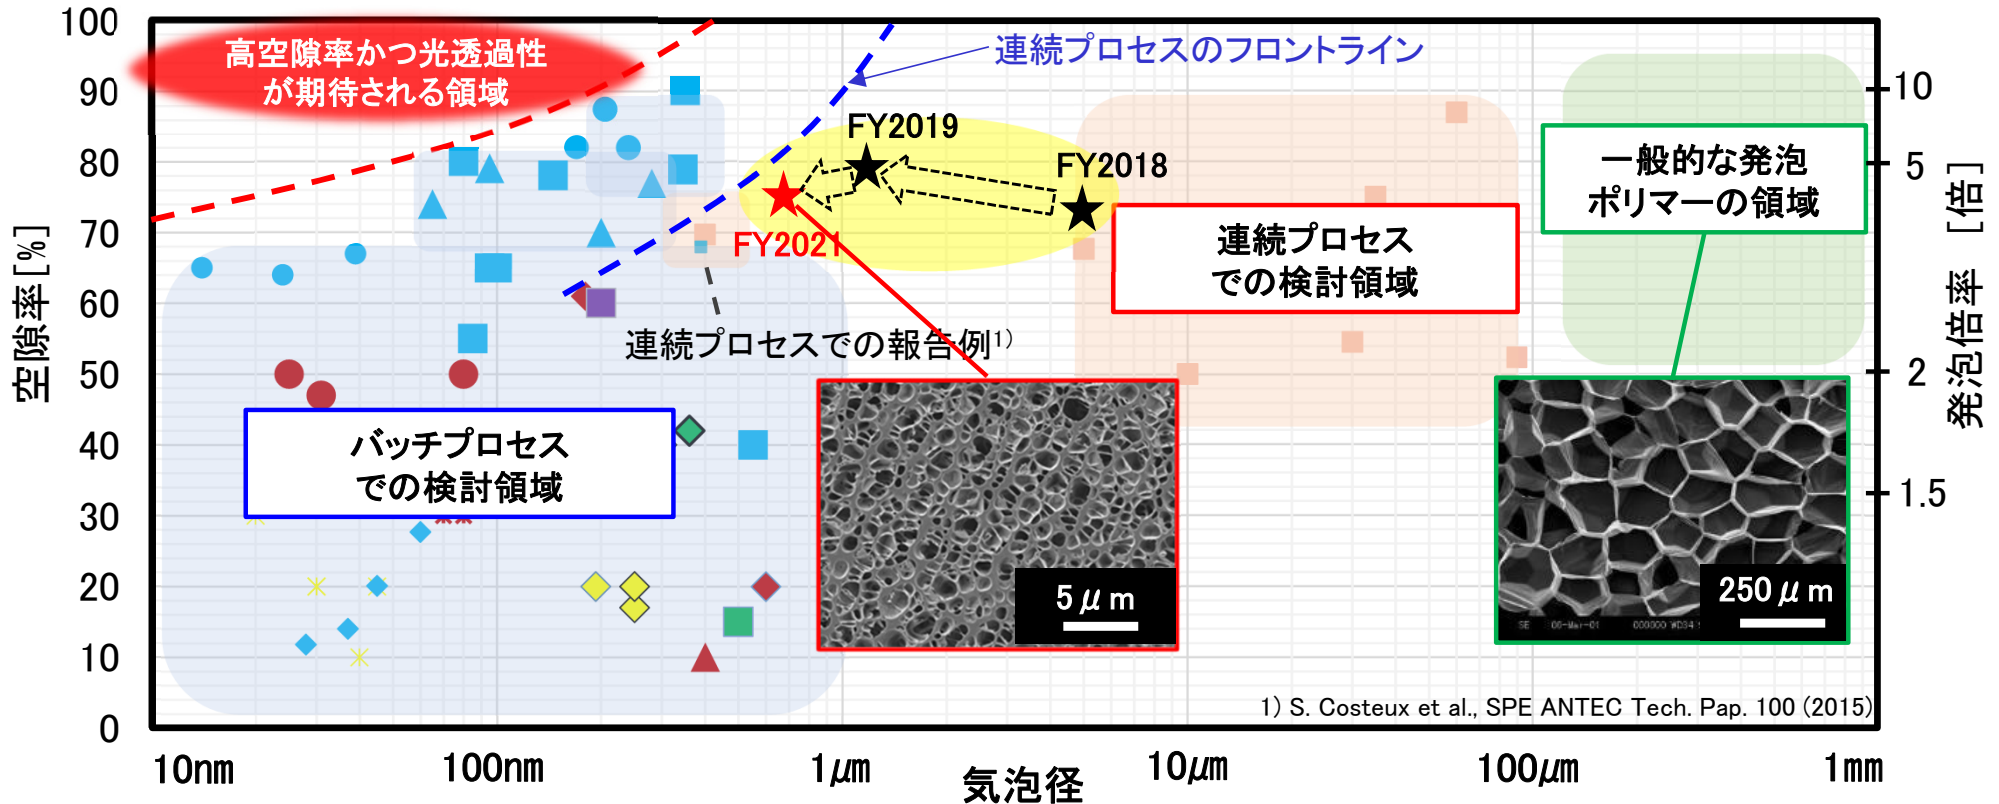 100
90
80
70
60
50
40
30
20
10
0
空隙率[%]
高空隙率かつ光透過性
が期待される領域
連続プロセスのフロントライン
FY2019
FY2018
FY2021
連続プロセス
での検討領域
一般的な発泡
ポリマーの領域
連続プロセスでの報告例1)
バッチプロセス
での検討領域
5μm
250μm
SE 06-Mar-01 000000 WD34
1) S. Costeux et al., SPE ANTEC Tech. Pap. 100 (2015)
10
5
2
1.5
発泡倍率 [倍]
10nm
100nm
1μm
10μm
100μm
1mm
気泡径